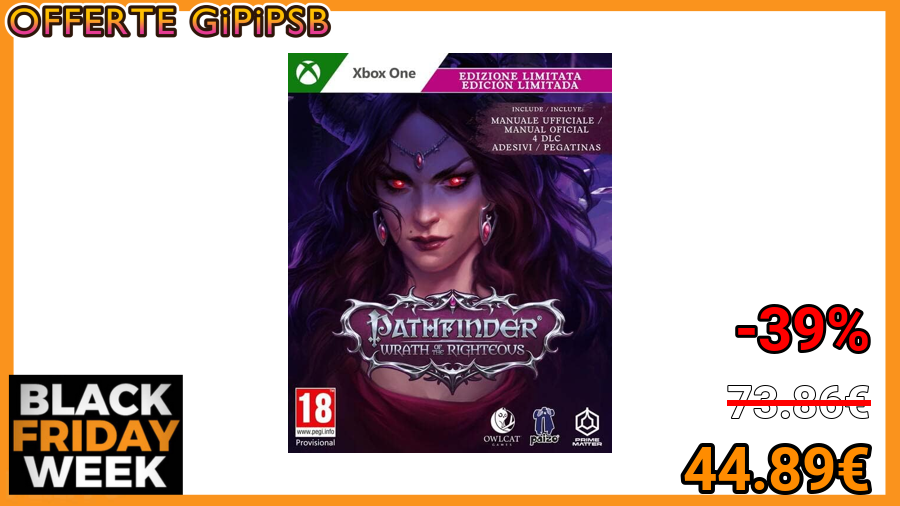 OFFERTE GiPiPSB
Xbox One
EDIZIONE LIMITATA
EDICION LIMITADA
INCLUDE / INCLUYE:
MANUALE UFFICIALE /
MANUAL OFICIAL
4 DLC
ADESIVI / PEGATINAS
PATHFINDER®
WRATH OF THE RIGHTEOUS
18
www.pegi.info
Provisional
OWLCAT
GAMES
paizo
PRIME
MATTER
-39%
73.86€
44.89€
BLACK
FRIDAY
WEEK